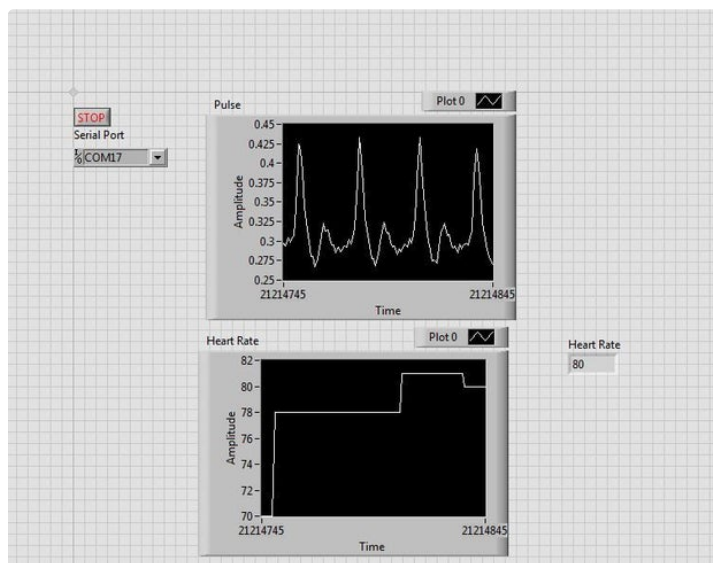 STOP
Serial Port
COM17
Pulse
Plot 0
Amplitude
0.45
0.425
0.4
0.375
0.35
0.325
0.3
0.275
0.25
21214745
21214845
Time
Heart Rate
Plot 0
Amplitude
82
80
78
76
74
72
70
21214745
21214845
Time
Heart Rate
80